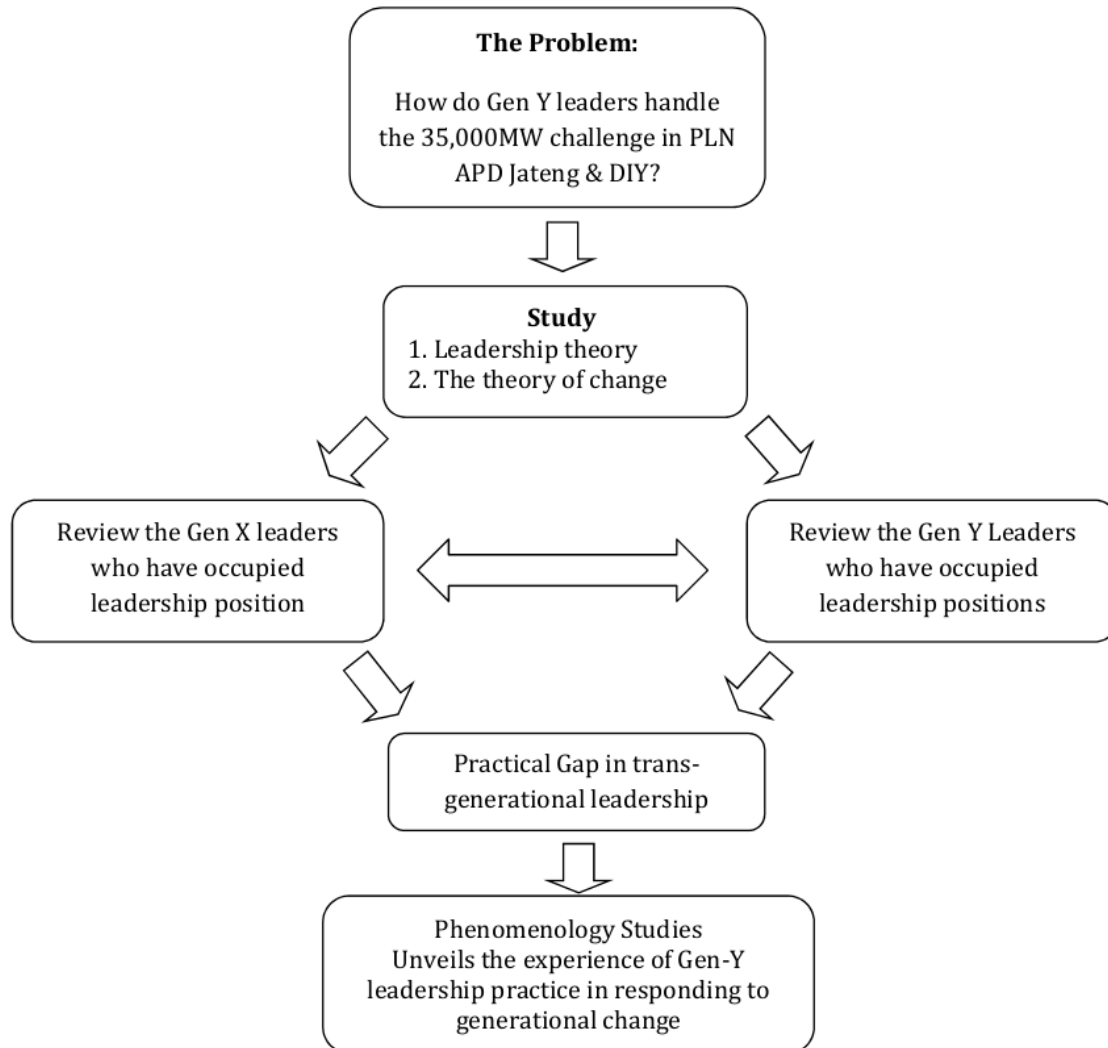 The Problem:
How do Gen Y leaders handle
the 35,000MW challenge in PLN
APD Jateng & DIY?
Study
1. Leadership theory
2. The theory of change
Review the Gen X leaders
who have occupied
leadership position
Review the Gen Y Leaders
who have occupied
leadership positions
Practical Gap in trans-
generational leadership
Phenomenology Studies
Unveils the experience of Gen-Y
leadership practice in responding to
generational change